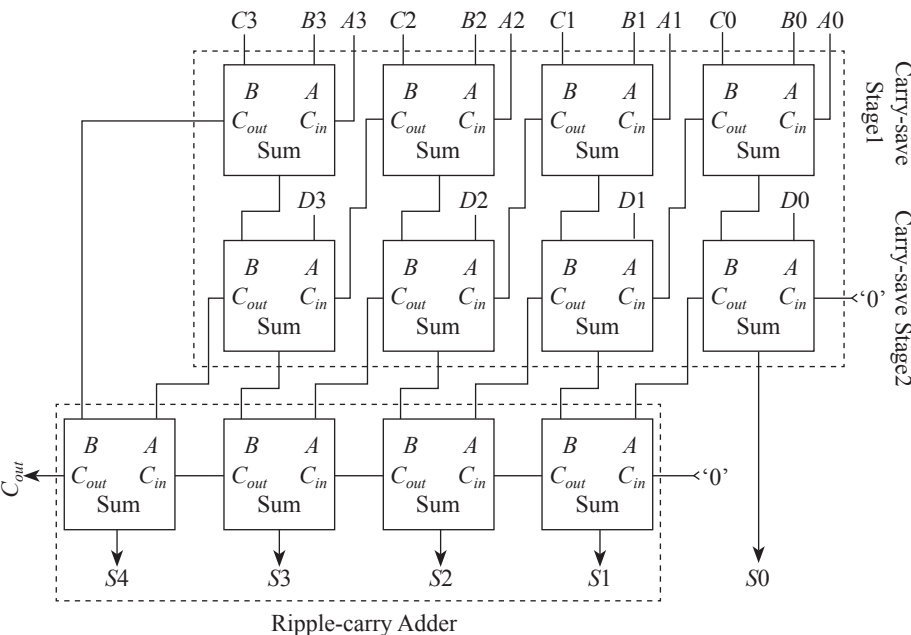 C3 B3 A3 C2 B2 A2 C1 B1 A1 C0 B0 A0
B A B A B A B A
Cout Cin Cout Cin Cout Cin Cout Cin
Sum Sum Sum Sum
Carry-save
Stage1
D3 D2 D1 D0
B A B A B A B A
Cout Cin Cout Cin Cout Cin Cout Cin ‘0’
Sum Sum Sum Sum
Carry-save Stage2
B A B A B A B A
Cout Cout Cin Cout Cin Cout Cin Cout Cin ‘0’
Sum Sum Sum Sum
S4 S3 S2 S1 S0
Ripple-carry Adder